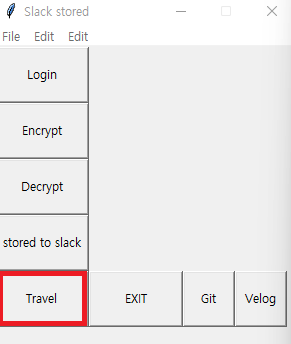 Slack stored
File Edit Edit
Login
Encrypt
Decrypt
stored to slack
Travel EXIT Git Velog